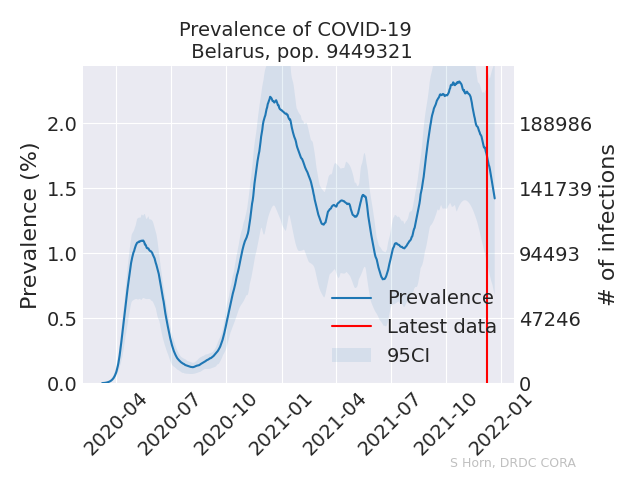 Prevalence of COVID-19
Belarus, pop. 9449321
Prevalence (%)
2.0
1.5
1.0
0.5
0.0
188986
141739
94493
47246
0
# of infections
Prevalence
Latest data
95CI
2020-04
2020-07
2020-10
2021-01
2021-04
2021-07
2021-10
2022-01
S Horn, DRDC CORA